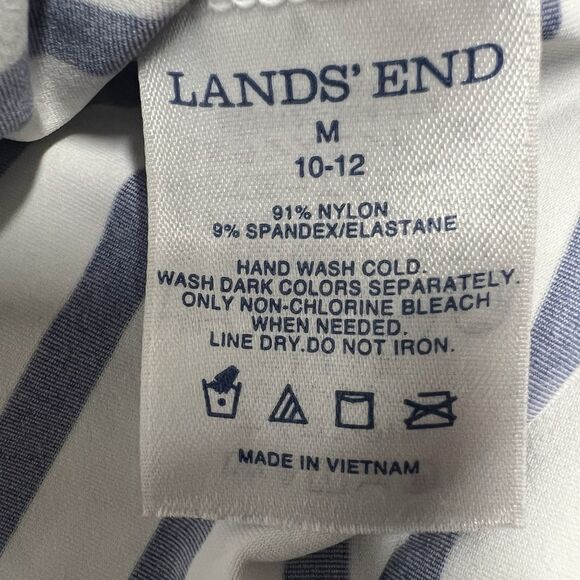 LANDS' END
M
10-12
91% NYLON
9% SPANDEX/ELASTANE
HAND WASH COLD.
WASH DARK COLORS SEPARATELY.
ONLY NON-CHLORINE BLEACH
WHEN NEEDED.
LINE DRY.DO NOT IRON.
MADE IN VIETNAM